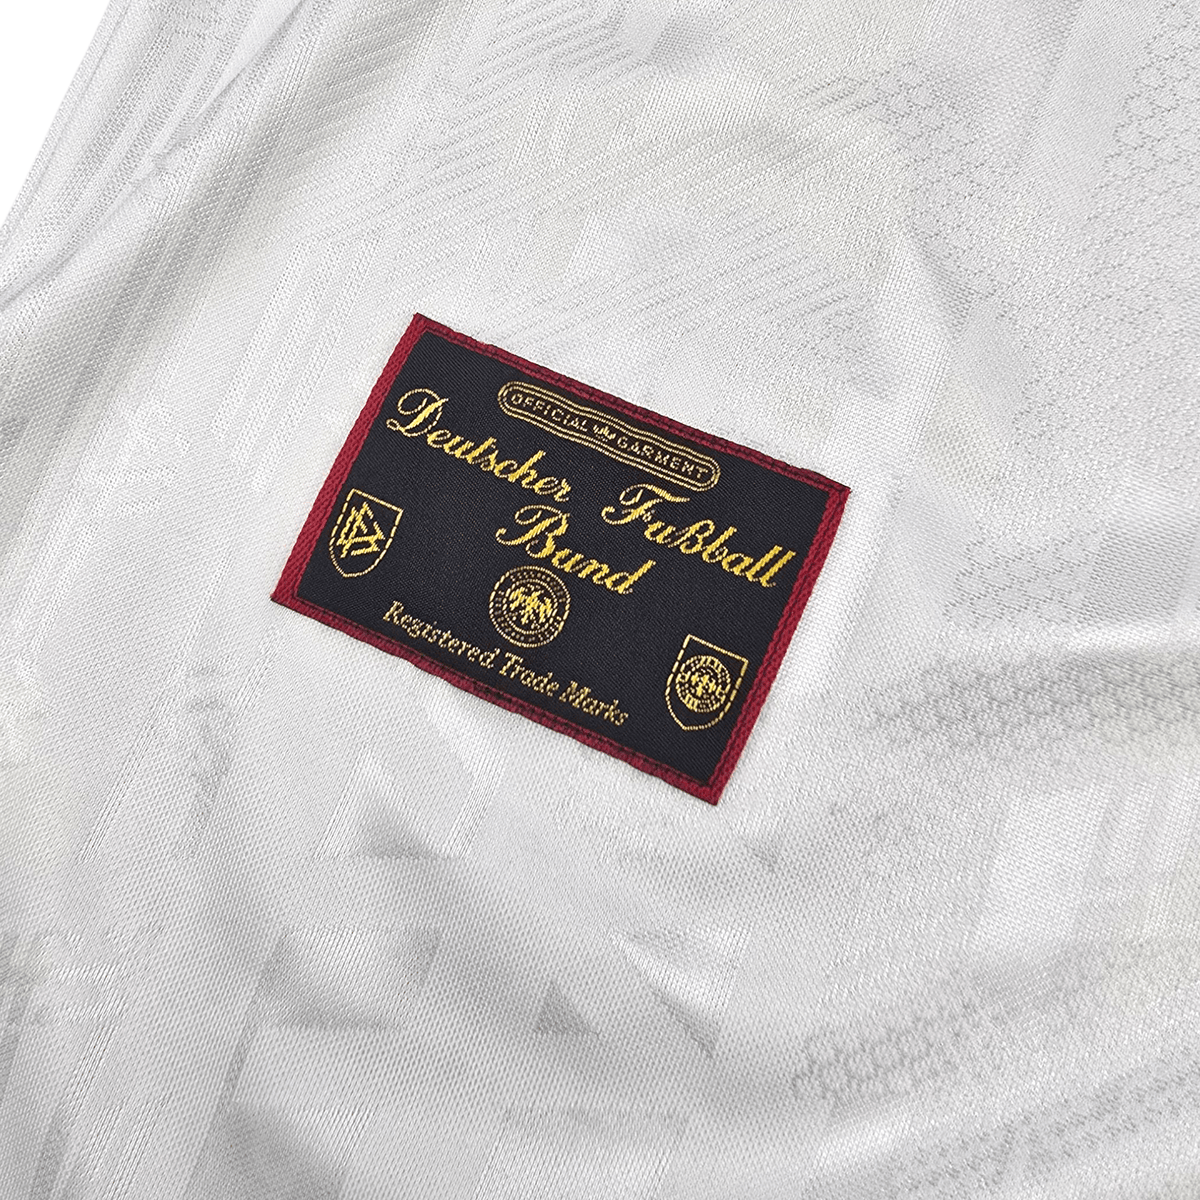 OFFICIAL GARMENT
Deutscher Fußball
Bund
Registered Trade Marks